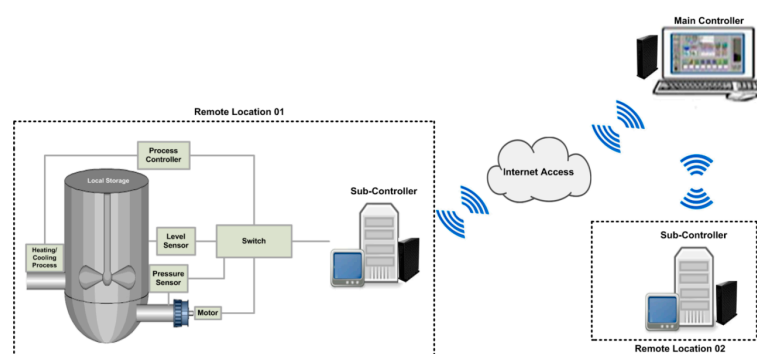 Main Controller
Remote Location 01
Process
Controller
Local Storage
Internet Access
Sub-Controller
Heating/
Cooling
Process
Level
Sensor
Switch
Pressure
Sensor
Motor
Sub-Controller
Remote Location 02